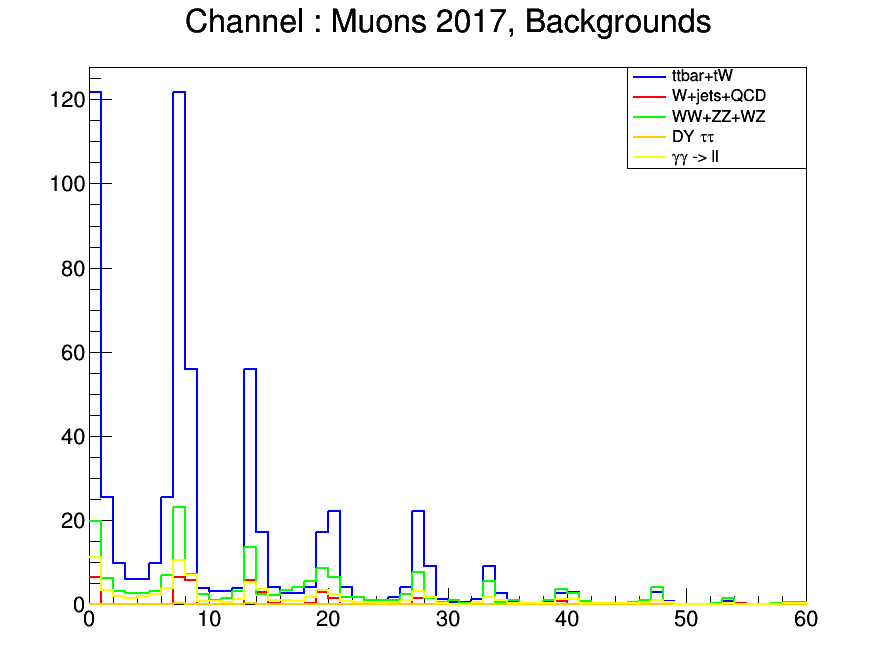 Channel : Muons 2017, Backgrounds
ttbar+tW
W+jets+QCD
WW+ZZ+WZ
DY ττ
γγ -> ll
120
100
80
60
40
20
0
0 10 20 30 40 50 60